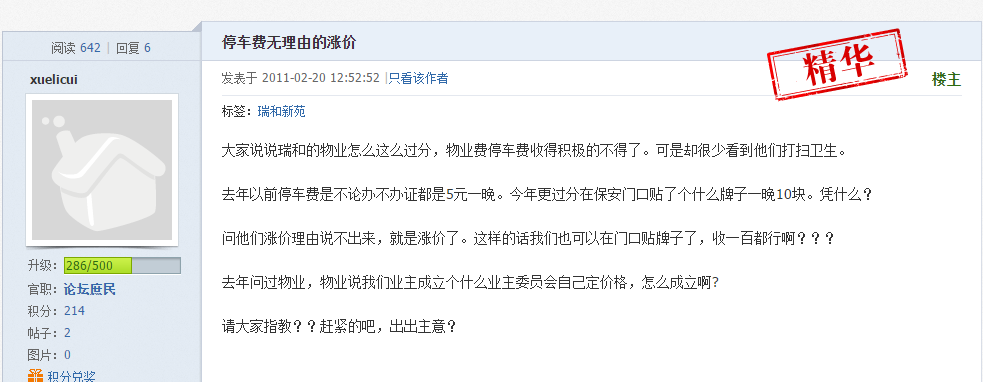 阅读 642 | 回复 6
停车费无理由的涨价
精华
xuelicui
发表于 2011-02-20 12:52:52 |只看该作者
楼主
标签：瑞和新苑
大家说说瑞和的物业怎么这么过分，物业费停车费收得积极的不得了。可是却很少看到他们打扫卫生。
去年以前停车费是不论办不办证都是5元一晚。今年更过分在保安门口贴了个什么牌子一晚10块。凭什么？
问他们涨价理由说不出来，就是涨价了。这样的话我们也可以在门口贴牌子了，收一百都行啊？？？
去年问过物业，物业说我们业主成立个什么业主委员会自己定价格，怎么成立啊?
请大家指教？？赶紧的吧，出出主意？
升级：286/500
官职：论坛庶民
积分：214
帖子：2
图片：0
积分兑奖